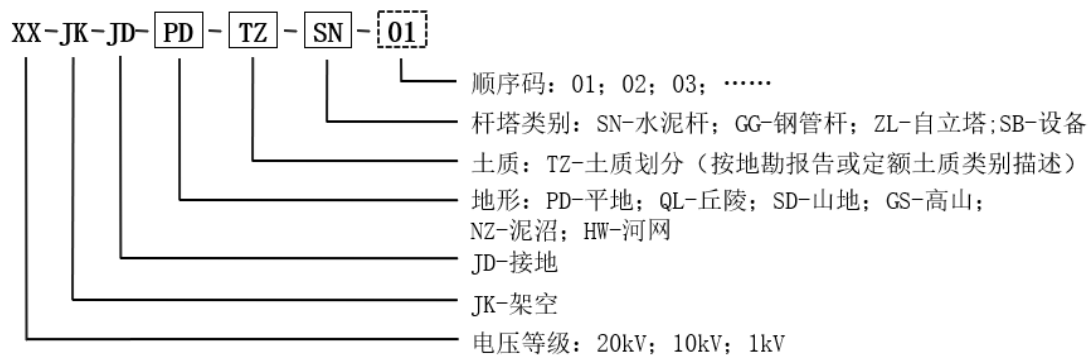 XX-JK-JD-PD-TZ-SN-01
顺序码：01；02；03；……
杆塔类别：SN-水泥杆；GG-钢管杆；ZL-自立塔;SB-设备
土质：TZ-土质划分（按地勘报告或定额土质类别描述）
地形：PD-平地；QL-丘陵；SD-山地；GS-高山；
NZ-泥沼；HW-河网
JD-接地
JK-架空
电压等级：20kV；10kV；1kV